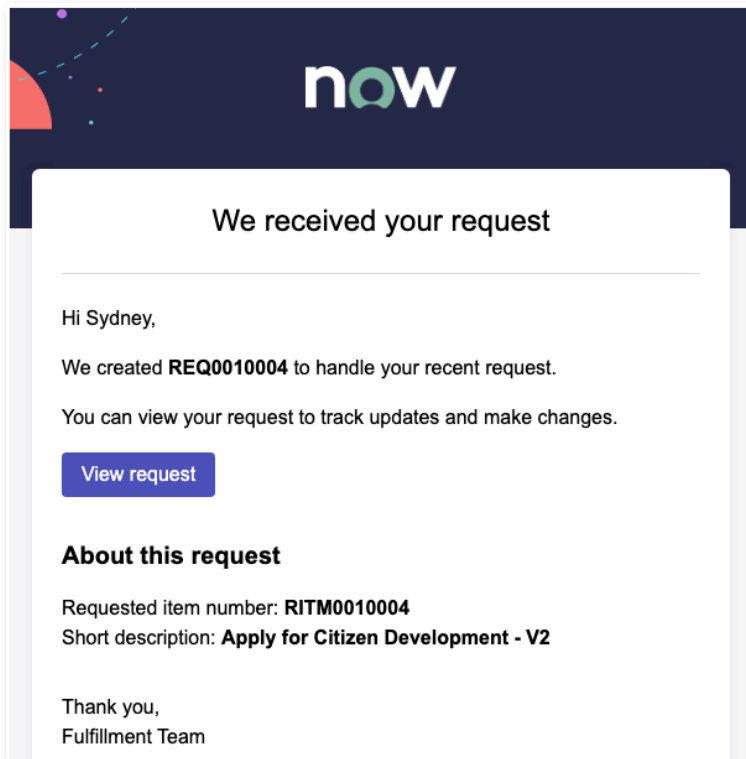 now
We received your request
Hi Sydney,
We created REQ0010004 to handle your recent request.
You can view your request to track updates and make changes.
View request
About this request
Requested item number: RITM0010004
Short description: Apply for Citizen Development - V2
Thank you,
Fulfillment Team